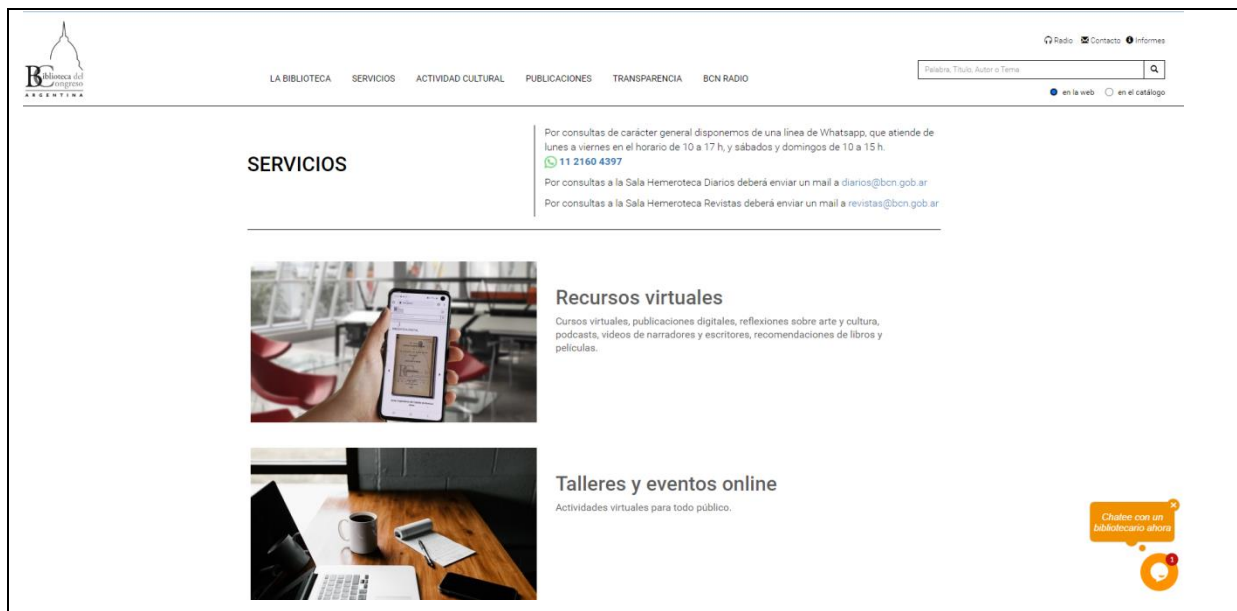 Radio Contacto Informes
Biblioteca del
Congreso
ARGENTINA
LA BIBLIOTECA SERVICIOS ACTIVIDAD CULTURAL PUBLICACIONES TRANSPARENCIA BCN RADIO
Palabra, Título, Autor o Tema
en la web en el catálogo
SERVICIOS
Por consultas de carácter general disponemos de una línea de Whatsapp, que atiende de
lunes a viernes en el horario de 10 a 17 h, y sábados y domingos de 10 a 15 h.
11 2160 4397
Por consultas a la Sala Hemeroteca Diarios deberá enviar un mail a diarios@bcn.gob.ar
Por consultas a la Sala Hemeroteca Revistas deberá enviar un mail a revistas@bcn.gob.ar
Recursos virtuales
Cursos virtuales, publicaciones digitales, reflexiones sobre arte y cultura,
podcasts, videos de narradores y escritores, recomendaciones de libros y
películas.
Talleres y eventos online
Actividades virtuales para todo público.
Chatee con un
bibliotecario ahora
1